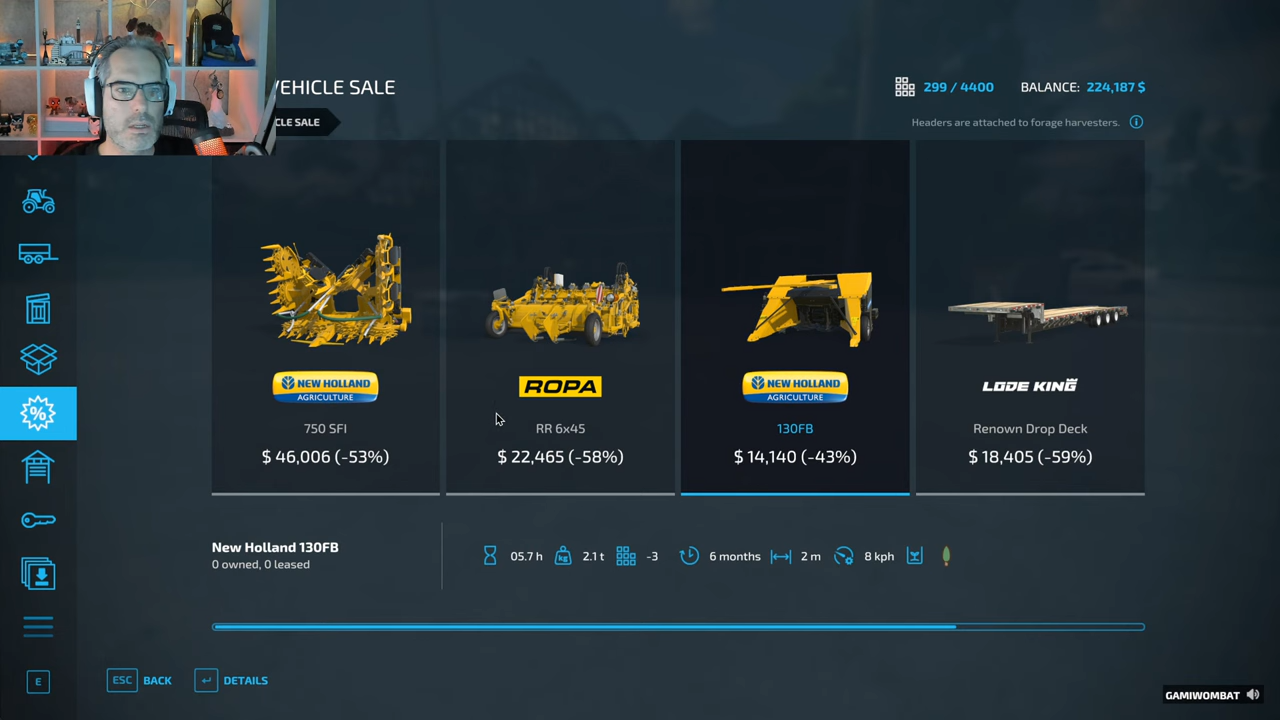 VEHICLE SALE
299 / 4400
BALANCE: 224,187 $
CLE SALE
Headers are attached to forage harvesters.
NEW HOLLAND
AGRICULTURE
750 SFI
$ 46,006 (-53%)
ROPA
RR 6x45
$ 22,465 (-58%)
NEW HOLLAND
AGRICULTURE
130FB
$ 14,140 (-43%)
LODE KING
Renown Drop Deck
$ 18,405 (-59%)
New Holland 130FB
0 owned, 0 leased
05.7 h
2.1 t
-3
6 months
2 m
8 kph
E
ESC BACK
DETAILS
GAMIWOMBAT